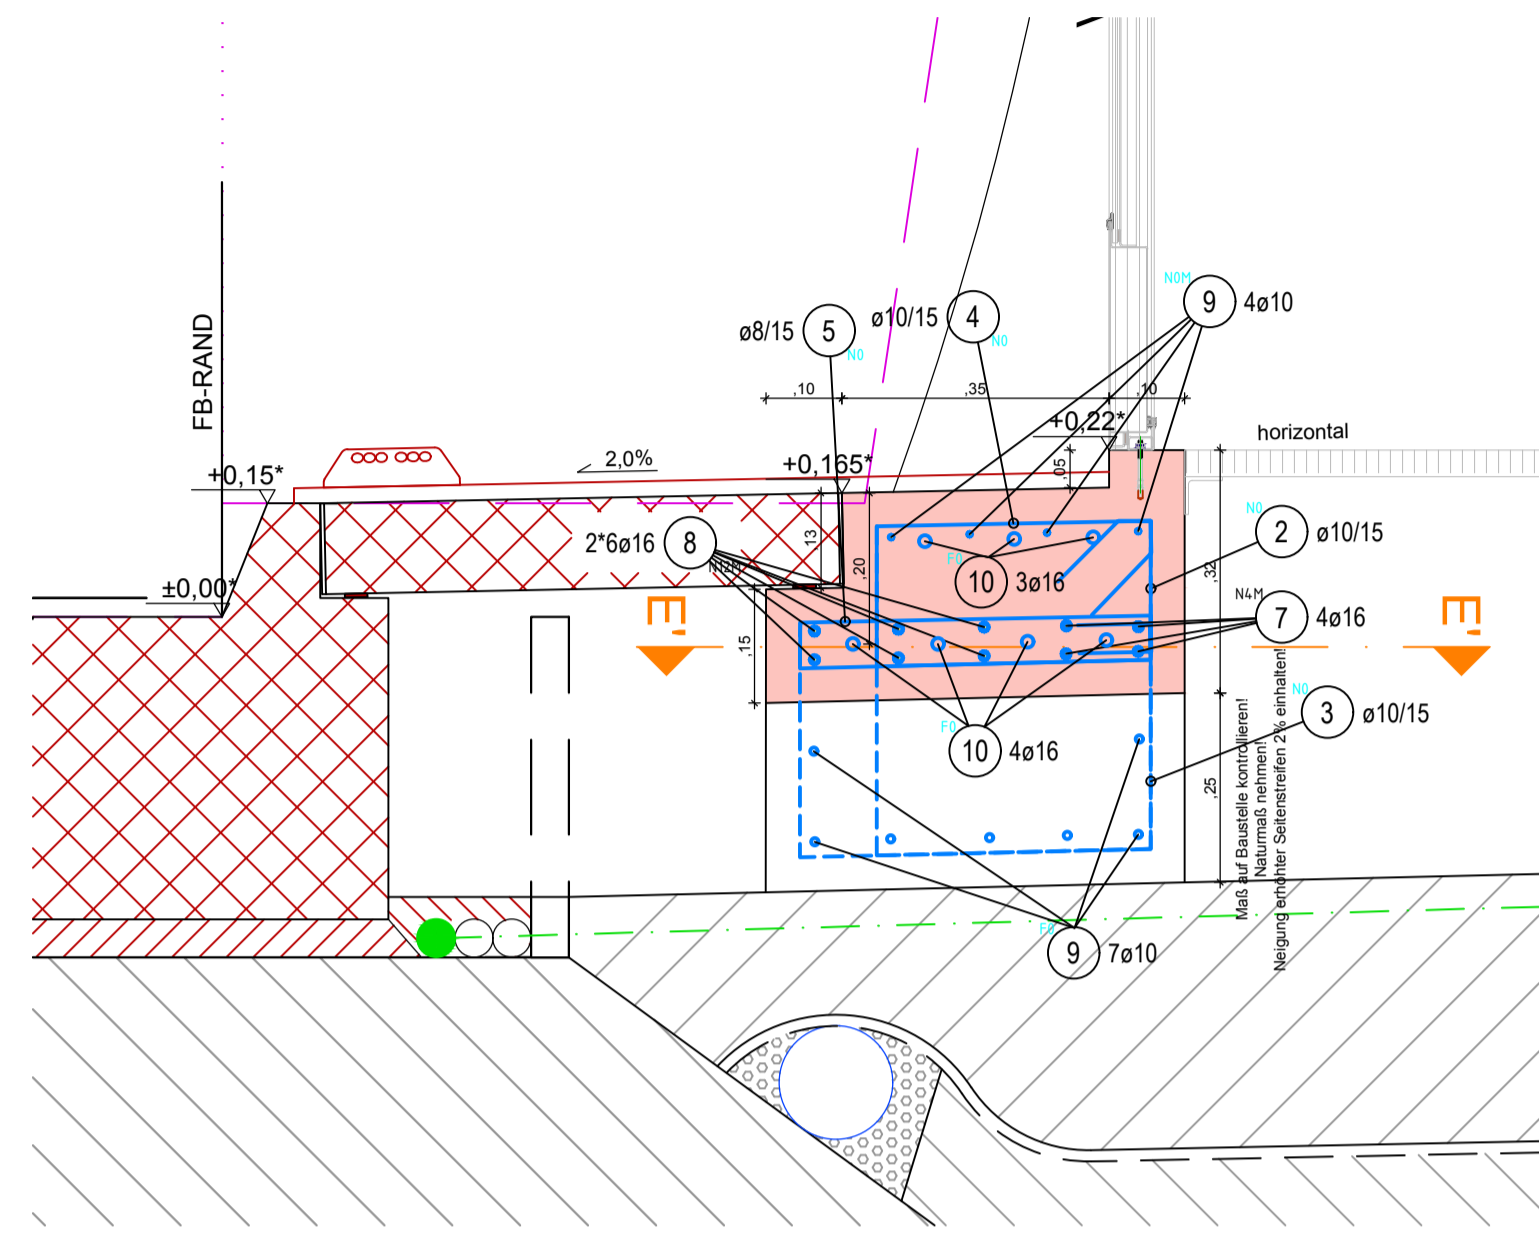 N0M
9 4ø10
ø8/15 5
N0
ø10/15 4
N0
FB-RAND
,10
,35
,10
+0,22*
horizontal
2,0%
+0,165*
+0,15*
,05
13
,20
N0
2 ø10/15
2*6ø16 8
N12M
F0
10 3ø16
,32
±0,00*
E'
E'
N4M
7 4ø16
,15
N0
3 ø10/15
F0
10 4ø16
,25
Maß auf Baustelle kontrollieren!
Naturmaß nehmen!
Neigung erhöhter Seitenstreifen 2% einhalten!
F0
9 7ø10